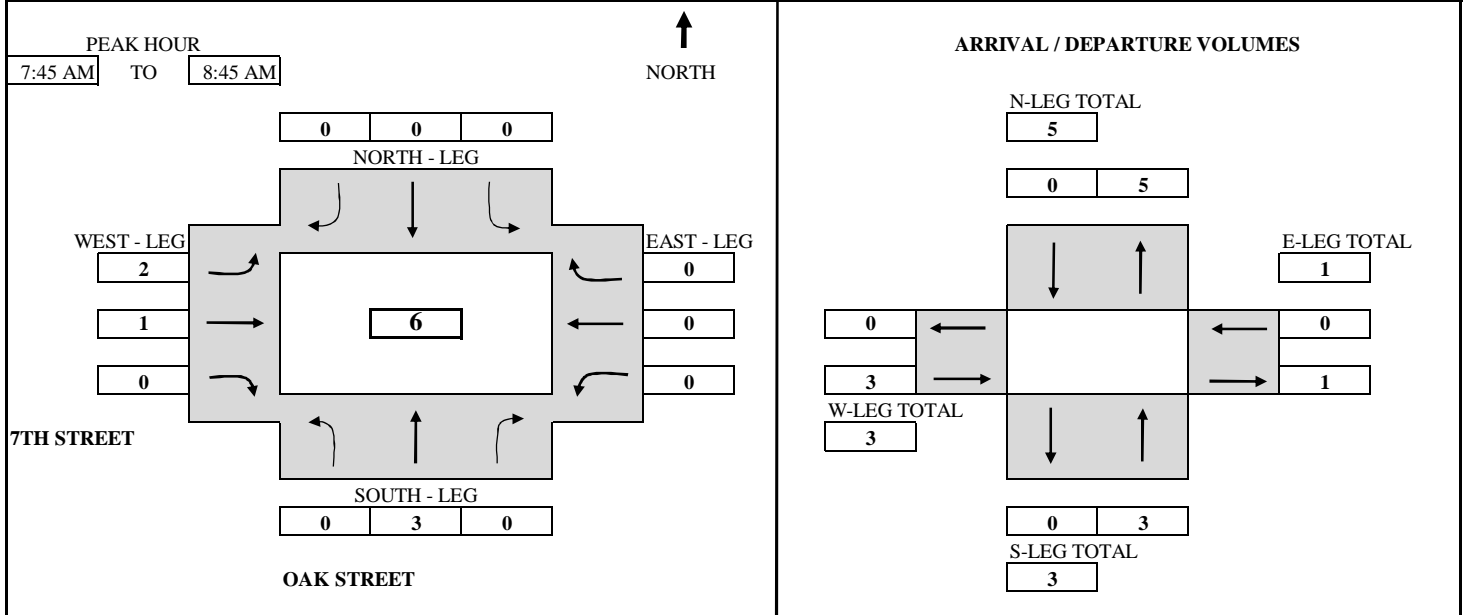 PEAK HOUR
7:45 AM TO 8:45 AM
NORTH
0 0 0
NORTH - LEG
WEST - LEG
EAST - LEG
2
0
1
6
0
0
0
7TH STREET
SOUTH - LEG
0 3 0
OAK STREET
ARRIVAL / DEPARTURE VOLUMES
N-LEG TOTAL
5
0 5
E-LEG TOTAL
1
0
0
3
1
W-LEG TOTAL
3
0 3
S-LEG TOTAL
3